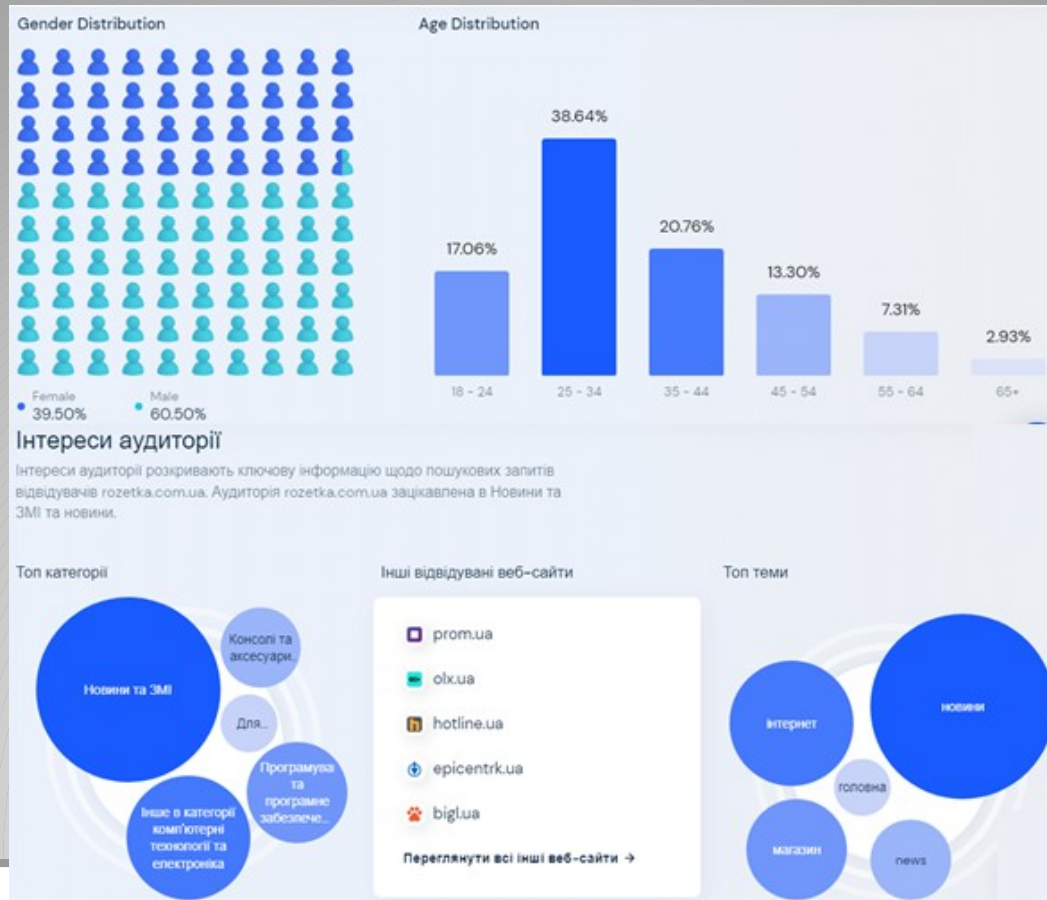 Gender Distribution
Age Distribution
38.64%
20.76%
17.06%
13.30%
7.31%
2.93%
18 - 24
25 - 34
35 - 44
45 - 54
55 - 64
65+
Female
39.50%
Male
60.50%
Інтереси аудиторії
Інтереси аудиторії розкривають ключову інформацію щодо пошукових запитів
відвідувачів rozetka.com.ua. Аудиторія rozetka.com.ua зацікавлена в Новини та
ЗМІ та новини.
Топ категорії
Новини та ЗМІ
Консолі та
аксесуари..
Для...
Програмува
та
програмне
забезпече...
Інше в категорії
комп'ютерні
технології та
електроніка
Інші відвідувані веб-сайти
prom.ua
olx.ua
hotline.ua
epicentrk.ua
bigl.ua
Переглянути всі інші веб-сайти →
Топ теми
новини
інтернет
головна
магазин
news